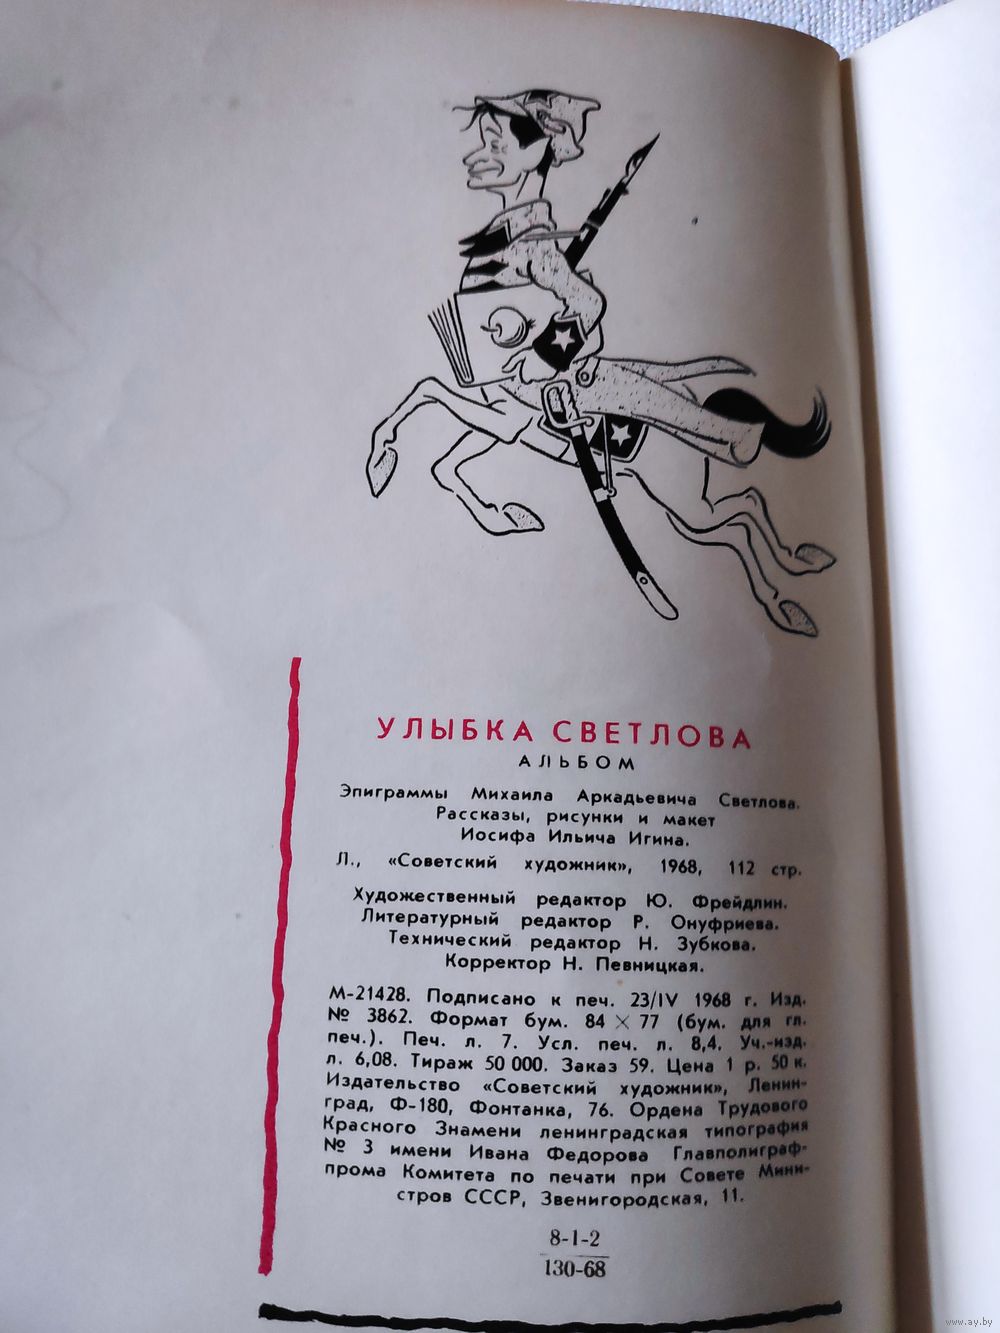 УЛЫБКА СВЕТЛОВА
АЛЬБОМ
Эпиграммы Михаила Аркадьевича Светлова.
Рассказы, рисунки и макет
Иосифа Ильича Игина.
Л., «Советский художник», 1968, 112 стр.
Художественный редактор Ю. Фрейдлин.
Литературный редактор Р. Онуфриева.
Технический редактор Н. Зубкова.
Корректор Н. Певницкая.
М-21428. Подписано к печ. 23/IV 1968 г. Изд.
№ 3862. Формат бум. 84 × 77 (бум. для гл.
печ.). Печ. л. 7. Усл. печ. л. 8,4. Уч.-изд.
л. 6,08. Тираж 50 000. Заказ 59. Цена 1 р. 50 к.
Издательство «Советский художник», Ленин-
град, Ф-180, Фонтанка, 76. Ордена Трудового
Красного Знамени ленинградская типография
№ 3 имени Ивана Федорова Главполиграф-
прома Комитета по печати при Совете Мини-
стров СССР, Звенигородская, 11.
8-1-2
130-68
www.ay.by